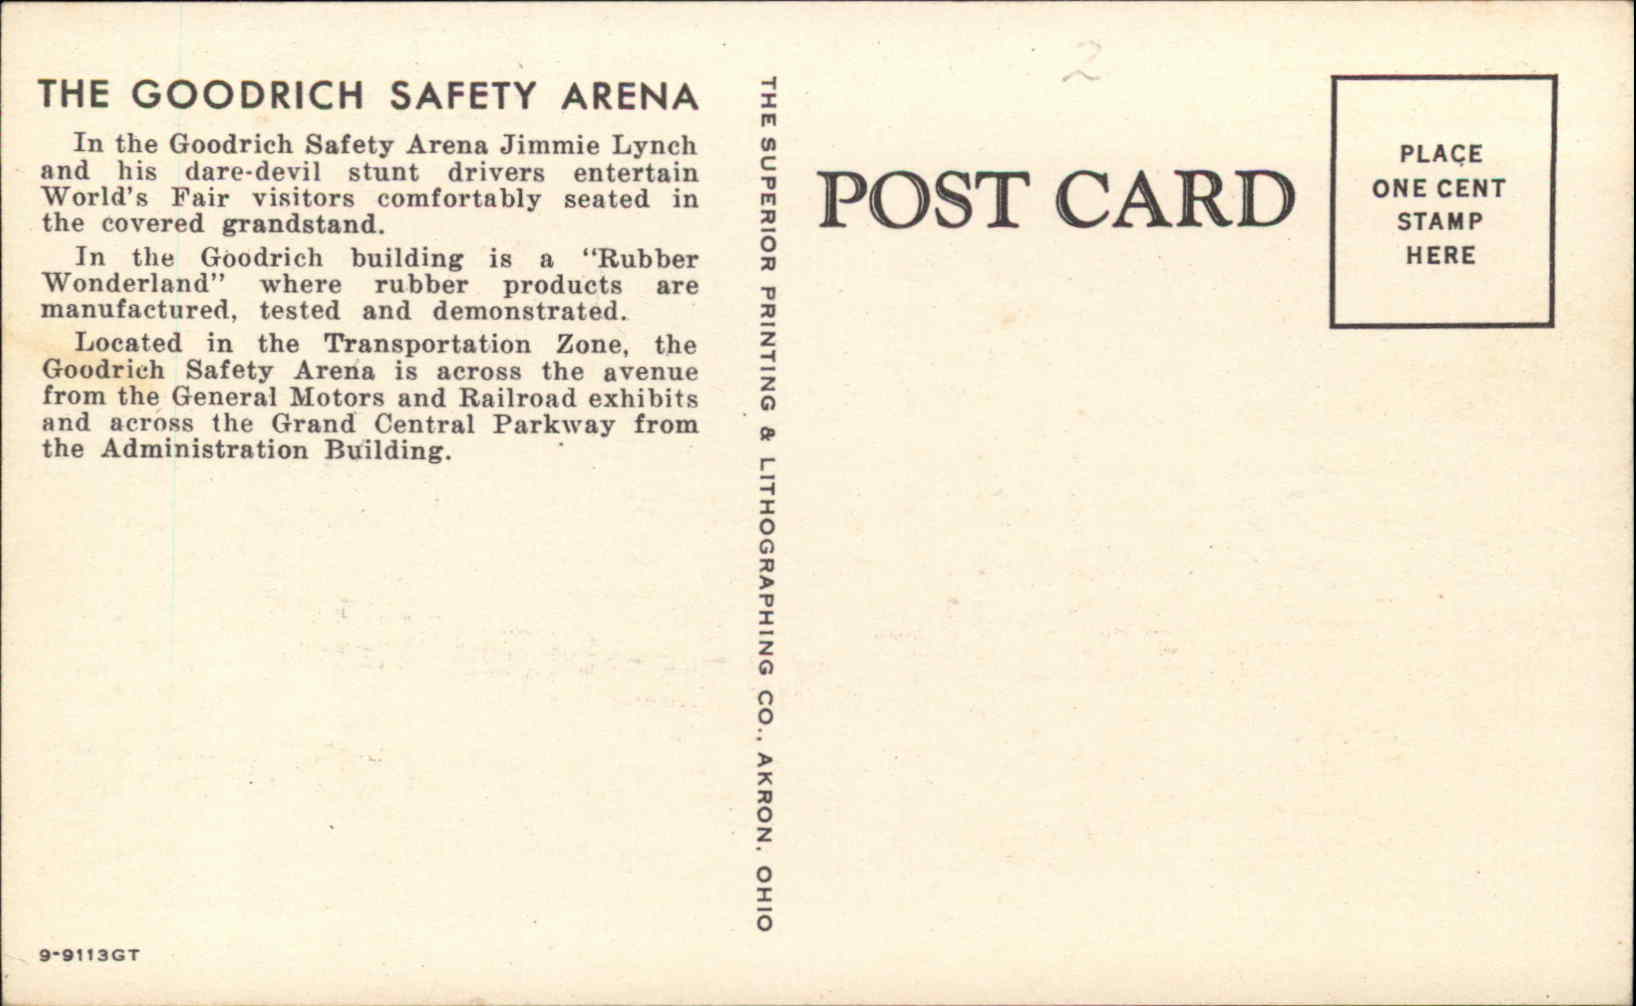 THE GOODRICH SAFETY ARENA
In the Goodrich Safety Arena Jimmie Lynch
and his dare-devil stunt drivers entertain
World's Fair visitors comfortably seated in
the covered grandstand.
In the Goodrich building is a “Rubber
Wonderland” where rubber products are
manufactured, tested and demonstrated.
Located in the Transportation Zone, the
Goodrich Safety Arena is across the avenue
from the General Motors and Railroad exhibits
and across the Grand Central Parkway from
the Administration Building.
9-9113GT
THE SUPERIOR PRINTING & LITHOGRAPHING CO., AKRON, OHIO
2
POST CARD
PLACE
ONE CENT
STAMP
HERE